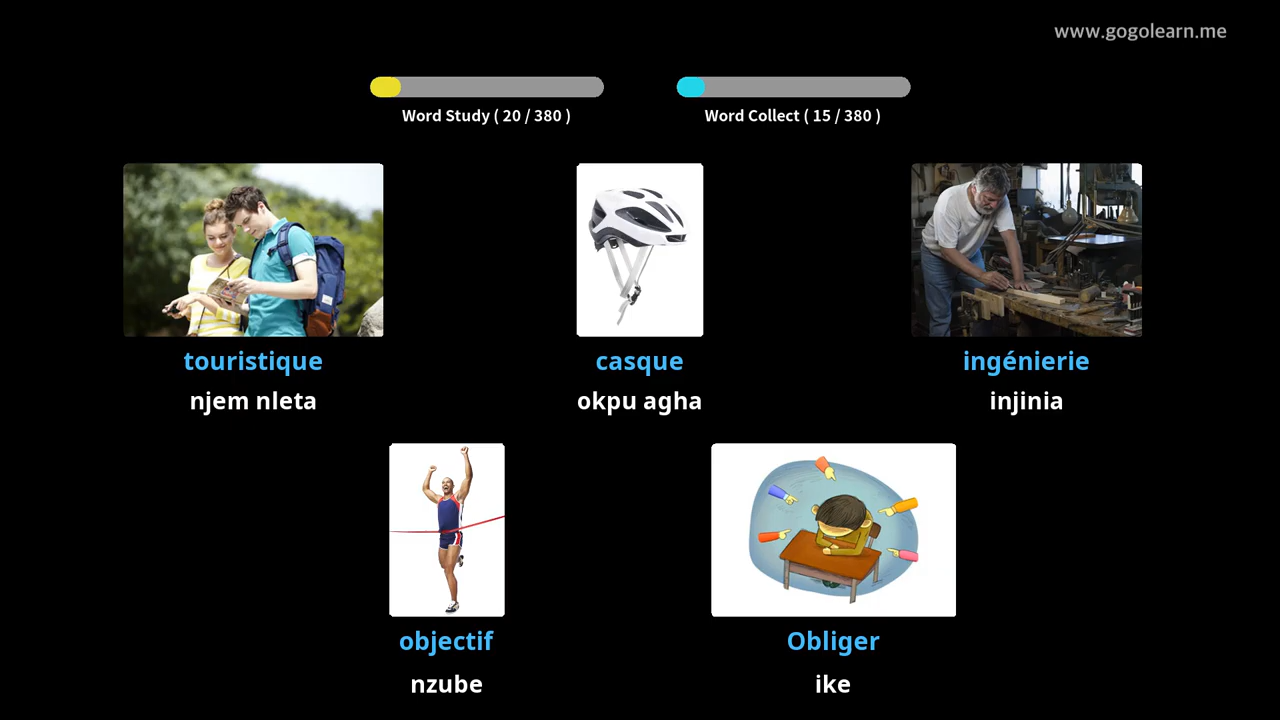 www.gogolearn.me
Word Study ( 20 / 380 )
Word Collect ( 15 / 380 )
touristique
njem nleta
casque
okpu agha
ingénierie
injinia
objectif
nzube
Obliger
ike